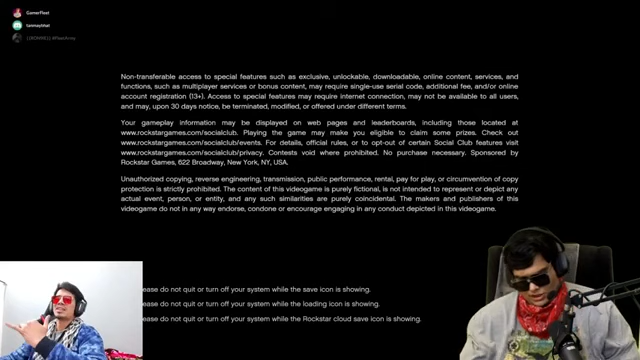 GamerFleet
tanmaybhat
Non-transferable access to special features such as exclusive, unlockable, downloadable, online content, services, and
functions, such as multiplayer services or bonus content, may require single-use serial code, additional fee, and/or online
account registration (13+). Access to special features may require internet connection, may not be available to all users,
and may, upon 30 days notice, be terminated, modified, or offered under different terms.
Your gameplay information may be displayed on web pages and leaderboards, including those located at
www.rockstargames.com/socialclub. Playing the game may make you eligible to claim some prizes. Check out
www.rockstargames.com/socialclub/events. For details, official rules, or to opt-out of certain Social Club features visit
www.rockstargames.com/socialclub/privacy. Contests void where prohibited. No purchase necessary. Sponsored by
Rockstar Games, 622 Broadway, New York, NY, USA.
Unauthorized copying, reverse engineering, transmission, public performance, rental, pay for play, or circumvention of copy
protection is strictly prohibited. The content of this videogame is purely fictional, is not intended to represent or depict any
actual event, person, or entity, and any such similarities are purely coincidental. The makers and publishers of this
videogame do not in any way endorse, condone or encourage engaging in any conduct depicted in this videogame.
ease do not quit or turn off your system while the save icon is showing.
ease do not quit or turn off your system while the loading icon is showing.
ease do not quit or turn off your system while the Rockstar cloud save icon is showing.